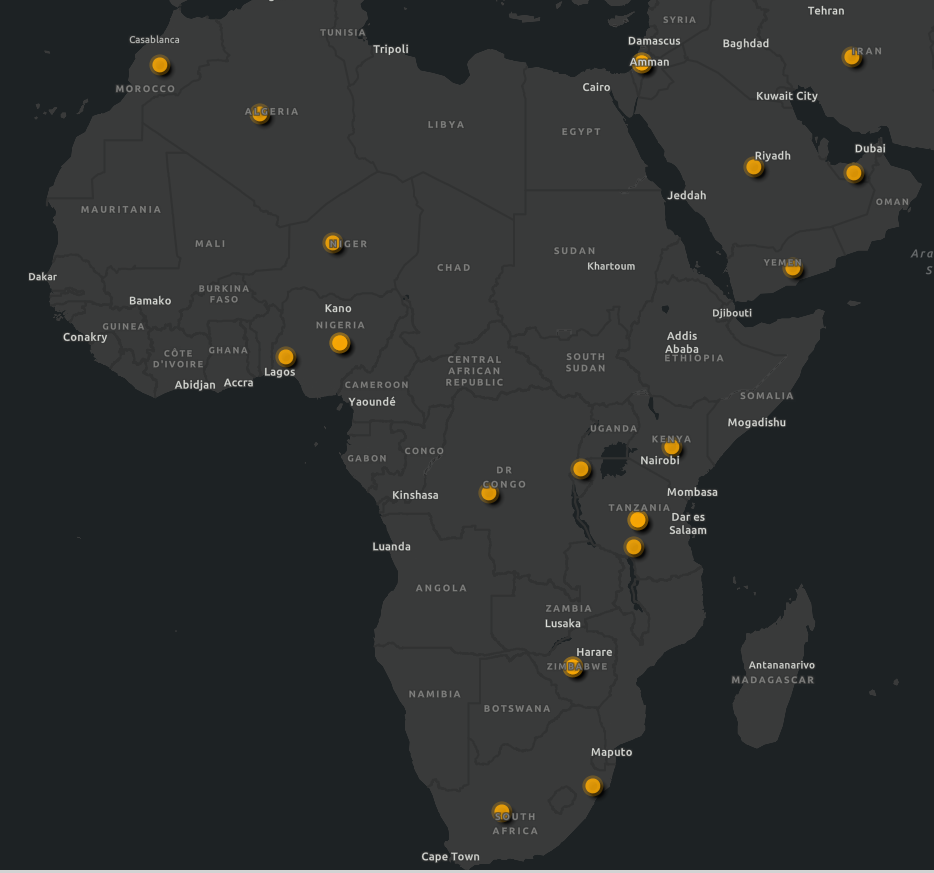 Tehran
SYRIA
TUNISIA
Casablanca
Damascus
Baghdad
Tripoli
IRAN
Amman
MOROCCO
Cairo
Kuwait City
ALGERIA
LIBYA
EGYPT
Dubai
Riyadh
Jeddah
OMAN
MAURITANIA
MALI
NIGER
SUDAN
Ara
S
YEMEN
Khartoum
CHAD
Dakar
BURKINA
FASO
Bamako
Kano
Djibouti
GUINEA
NIGERIA
Conakry
Addis
Ababa
ETHIOPIA
GHANA
CÔTE
D'IVOIRE
CENTRAL
AFRICAN
REPUBLIC
SOUTH
SUDAN
Lagos
Abidjan
Accra
CAMEROON
Yaoundé
SOMALIA
Mogadishu
UGANDA
KENYA
Nairobi
CONGO
GABON
DR
CONGO
Kinshasa
Mombasa
TANZANIA
Dar es
Salaam
Luanda
ANGOLA
ZAMBIA
Lusaka
Harare
ZIMBABWE
Antananarivo
MADAGASCAR
NAMIBIA
BOTSWANA
Maputo
SOUTH
AFRICA
Cape Town